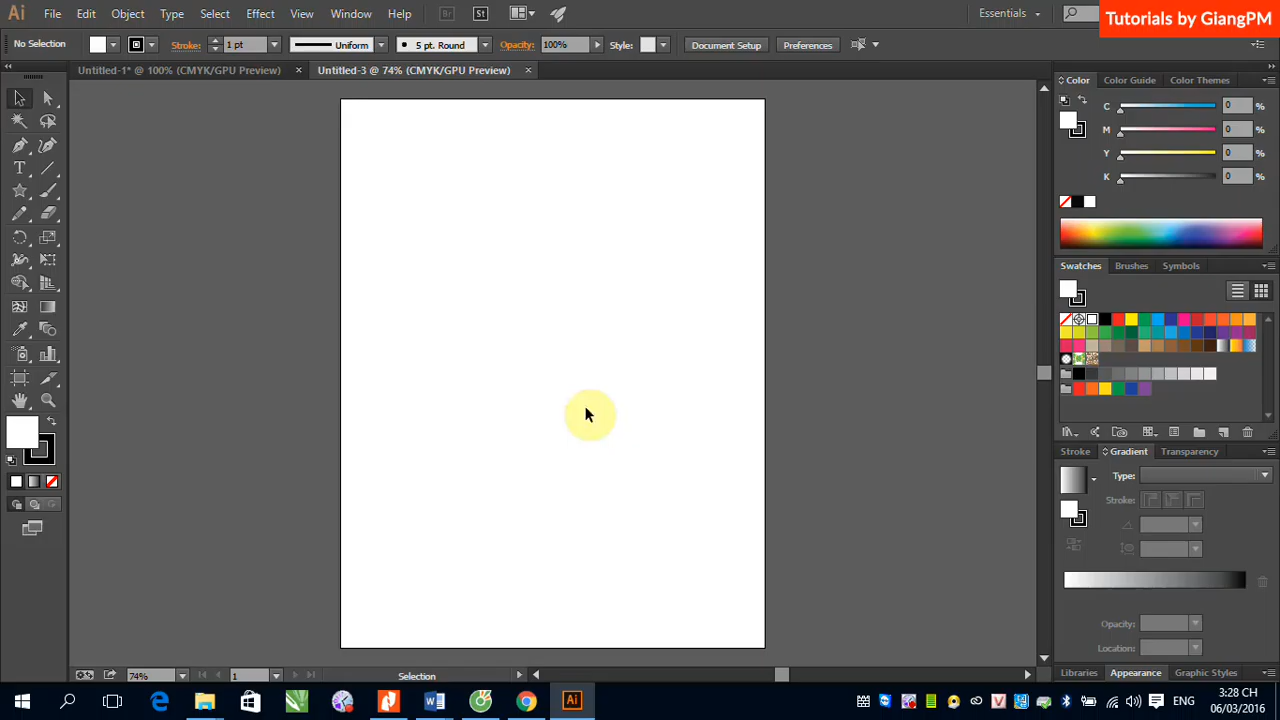 Ai File Edit Object Type Select Effect View Window Help Br St Essentials
Tutorials by GiangPM
No Selection Stroke: 1 pt Uniform 5 pt. Round Opacity: 100% Style: Document Setup Preferences
Untitled-1* @ 100% (CMYK/GPU Preview) × Untitled-3 @ 74% (CMYK/GPU Preview) ×
Color Color Guide Color Themes
C 0 %
M 0 %
Y 0 %
K 0 %
Swatches Brushes Symbols
Stroke Gradient Transparency
Type:
Stroke:
Opacity:
Location:
74% 1 Selection
Libraries Appearance Graphic Styles
ENG
3:28 CH
06/03/2016